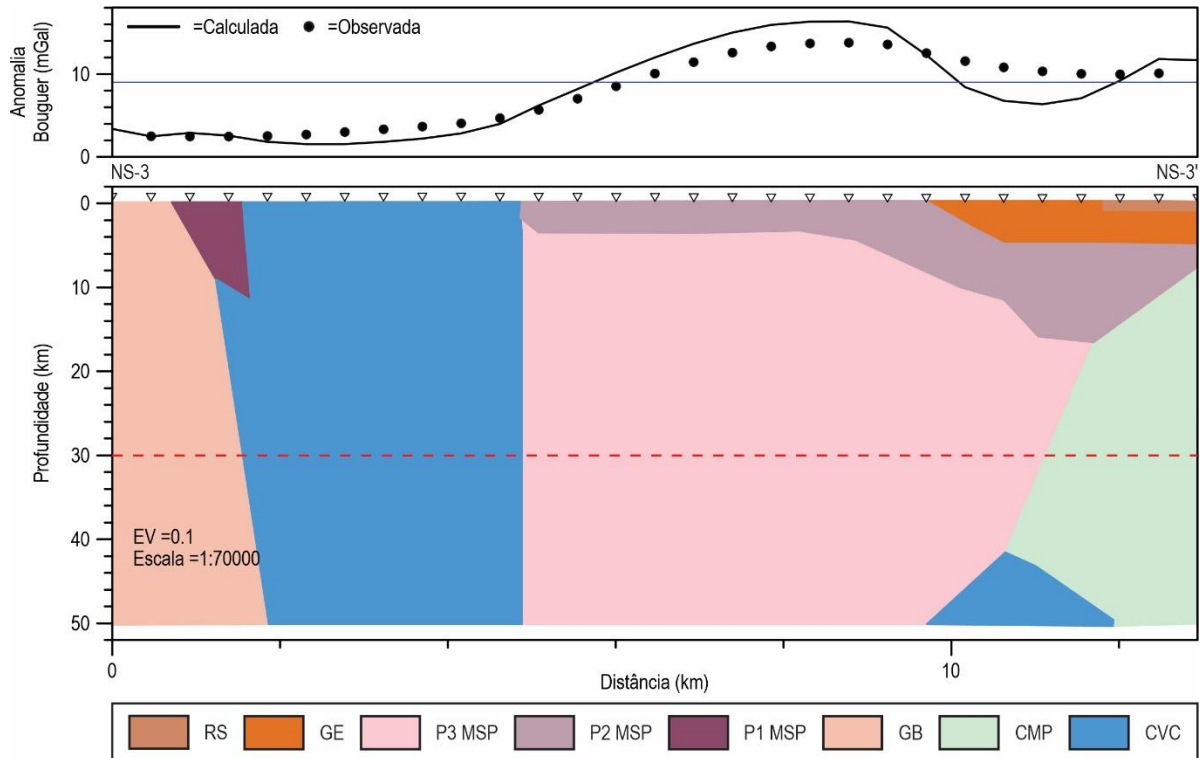 =Calculada =Observada
Anomalia
Bouguer (mGal)
10
0
NS-3 NS-3'
Profundidade (km)
0
10
20
30
40
50
EV =0.1
Escala =1:70000
0 10
Distância (km)
RS GE P3 MSP P2 MSP P1 MSP GB CMP CVC